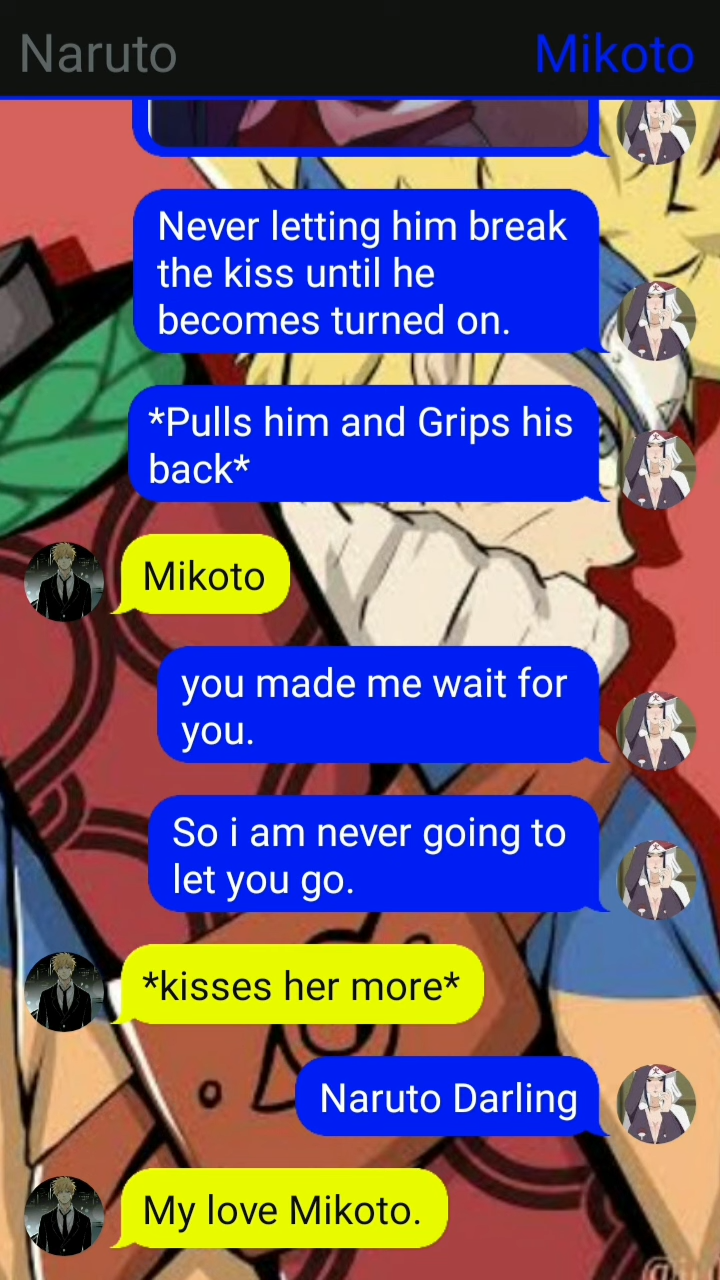 Naruto
Mikoto
Never letting him break
the kiss until he
becomes turned on.
*Pulls him and Grips his
back*
Mikoto
you made me wait for
you.
So i am never going to
let you go.
*kisses her more*
Naruto Darling
My love Mikoto.